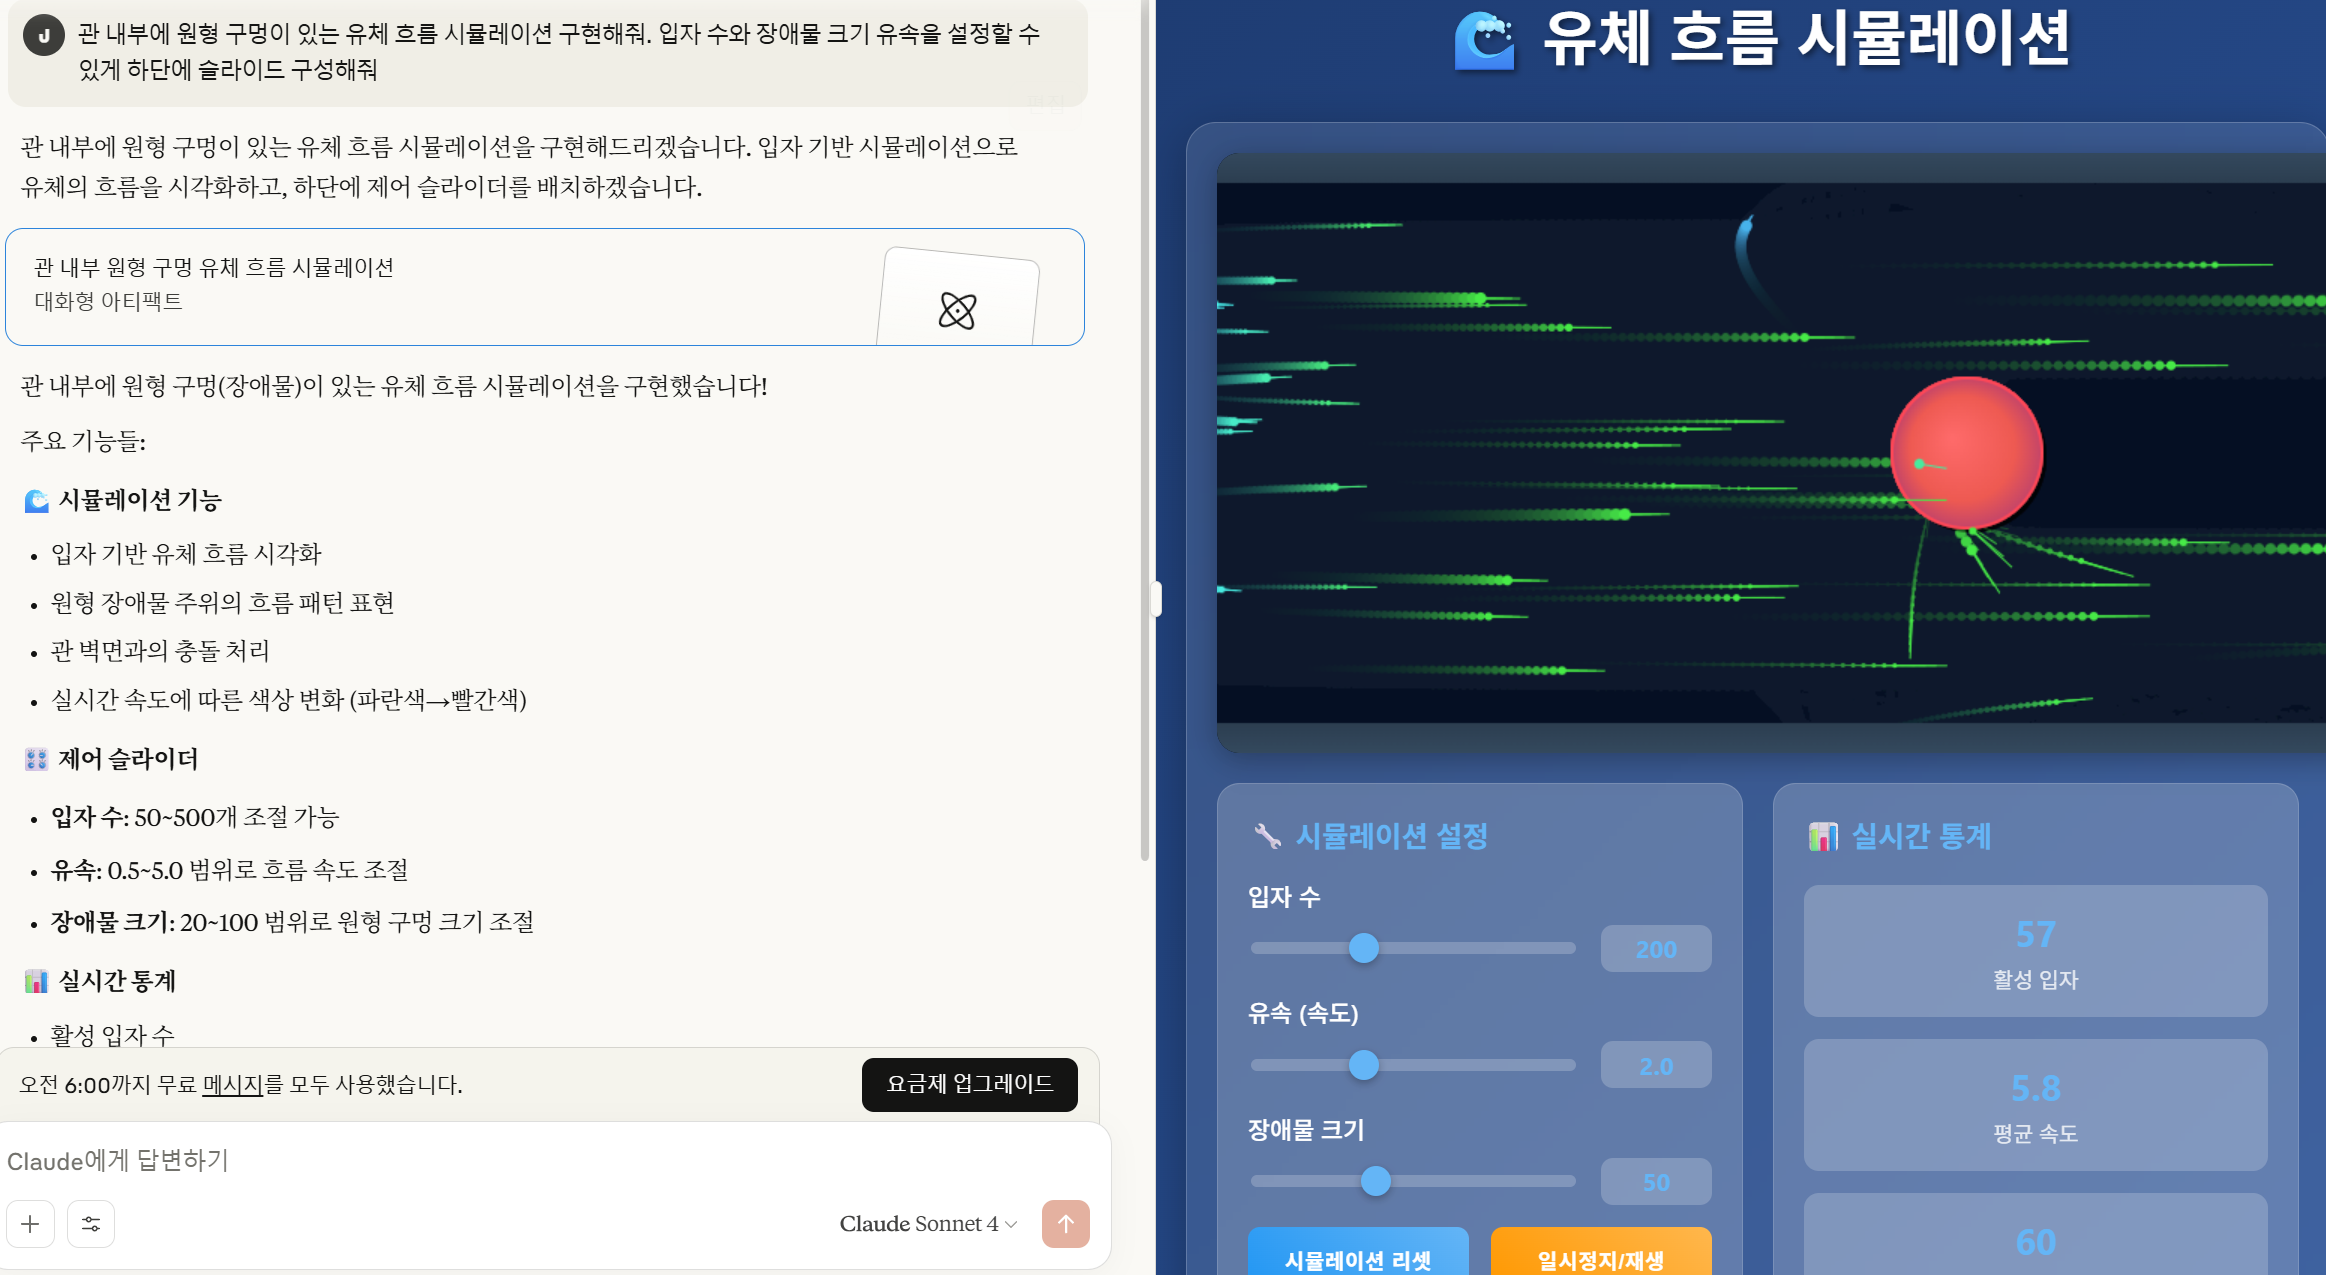 J
관 내부에 원형 구멍이 있는 유체 흐름 시뮬레이션 구현해줘. 입자 수와 장애물 크기 유속을 설정할 수
있게 하단에 슬라이드 구성해줘
편집
관 내부에 원형 구멍이 있는 유체 흐름 시뮬레이션을 구현해드리겠습니다. 입자 기반 시뮬레이션으로
유체의 흐름을 시각화하고, 하단에 제어 슬라이더를 배치하겠습니다.
관 내부 원형 구멍 유체 흐름 시뮬레이션
대화형 아티팩트
관 내부에 원형 구멍(장애물)이 있는 유체 흐름 시뮬레이션을 구현했습니다!
주요 기능들:
시뮬레이션 기능
• 입자 기반 유체 흐름 시각화
• 원형 장애물 주위의 흐름 패턴 표현
• 관 벽면과의 충돌 처리
• 실시간 속도에 따른 색상 변화 (파란색→빨간색)
제어 슬라이더
• 입자 수: 50~500개 조절 가능
• 유속: 0.5~5.0 범위로 흐름 속도 조절
• 장애물 크기: 20~100 범위로 원형 구멍 크기 조절
실시간 통계
• 활성 입자 수
오전 6:00까지 무료 메시지를 모두 사용했습니다.
요금제 업그레이드
Claude에게 답변하기
Claude Sonnet 4
유체 흐름 시뮬레이션
시뮬레이션 설정
입자 수
200
유속 (속도)
2.0
장애물 크기
50
시뮬레이션 리셋
일시정지/재생
실시간 통계
57
활성 입자
5.8
평균 속도
60